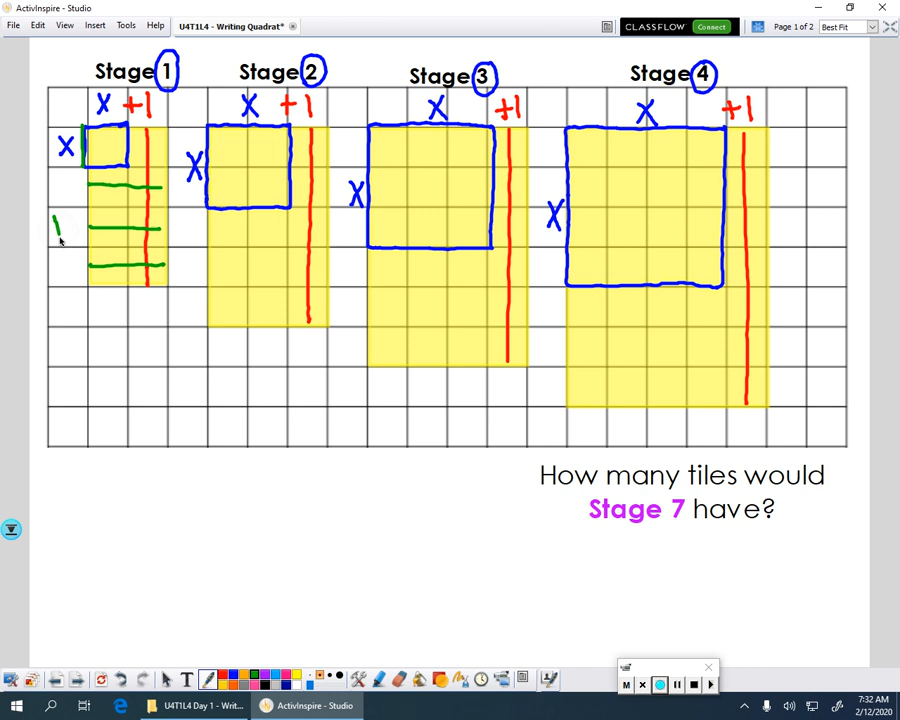 ActivInspire - Studio
File Edit View Insert Tools Help
U4T1L4 - Writing Quadrat*
CLASSFLOW Connect
Page 1 of 2
Best Fit
Stage 1 Stage 2 Stage 3 Stage 4
X +1 X +1 X +1 X +1
X X X X
How many tiles would
Stage 7 have?
T
M
U4T1L4 Day 1 - Writ...
ActivInspire - Studio
7:32 AM
2/12/2020